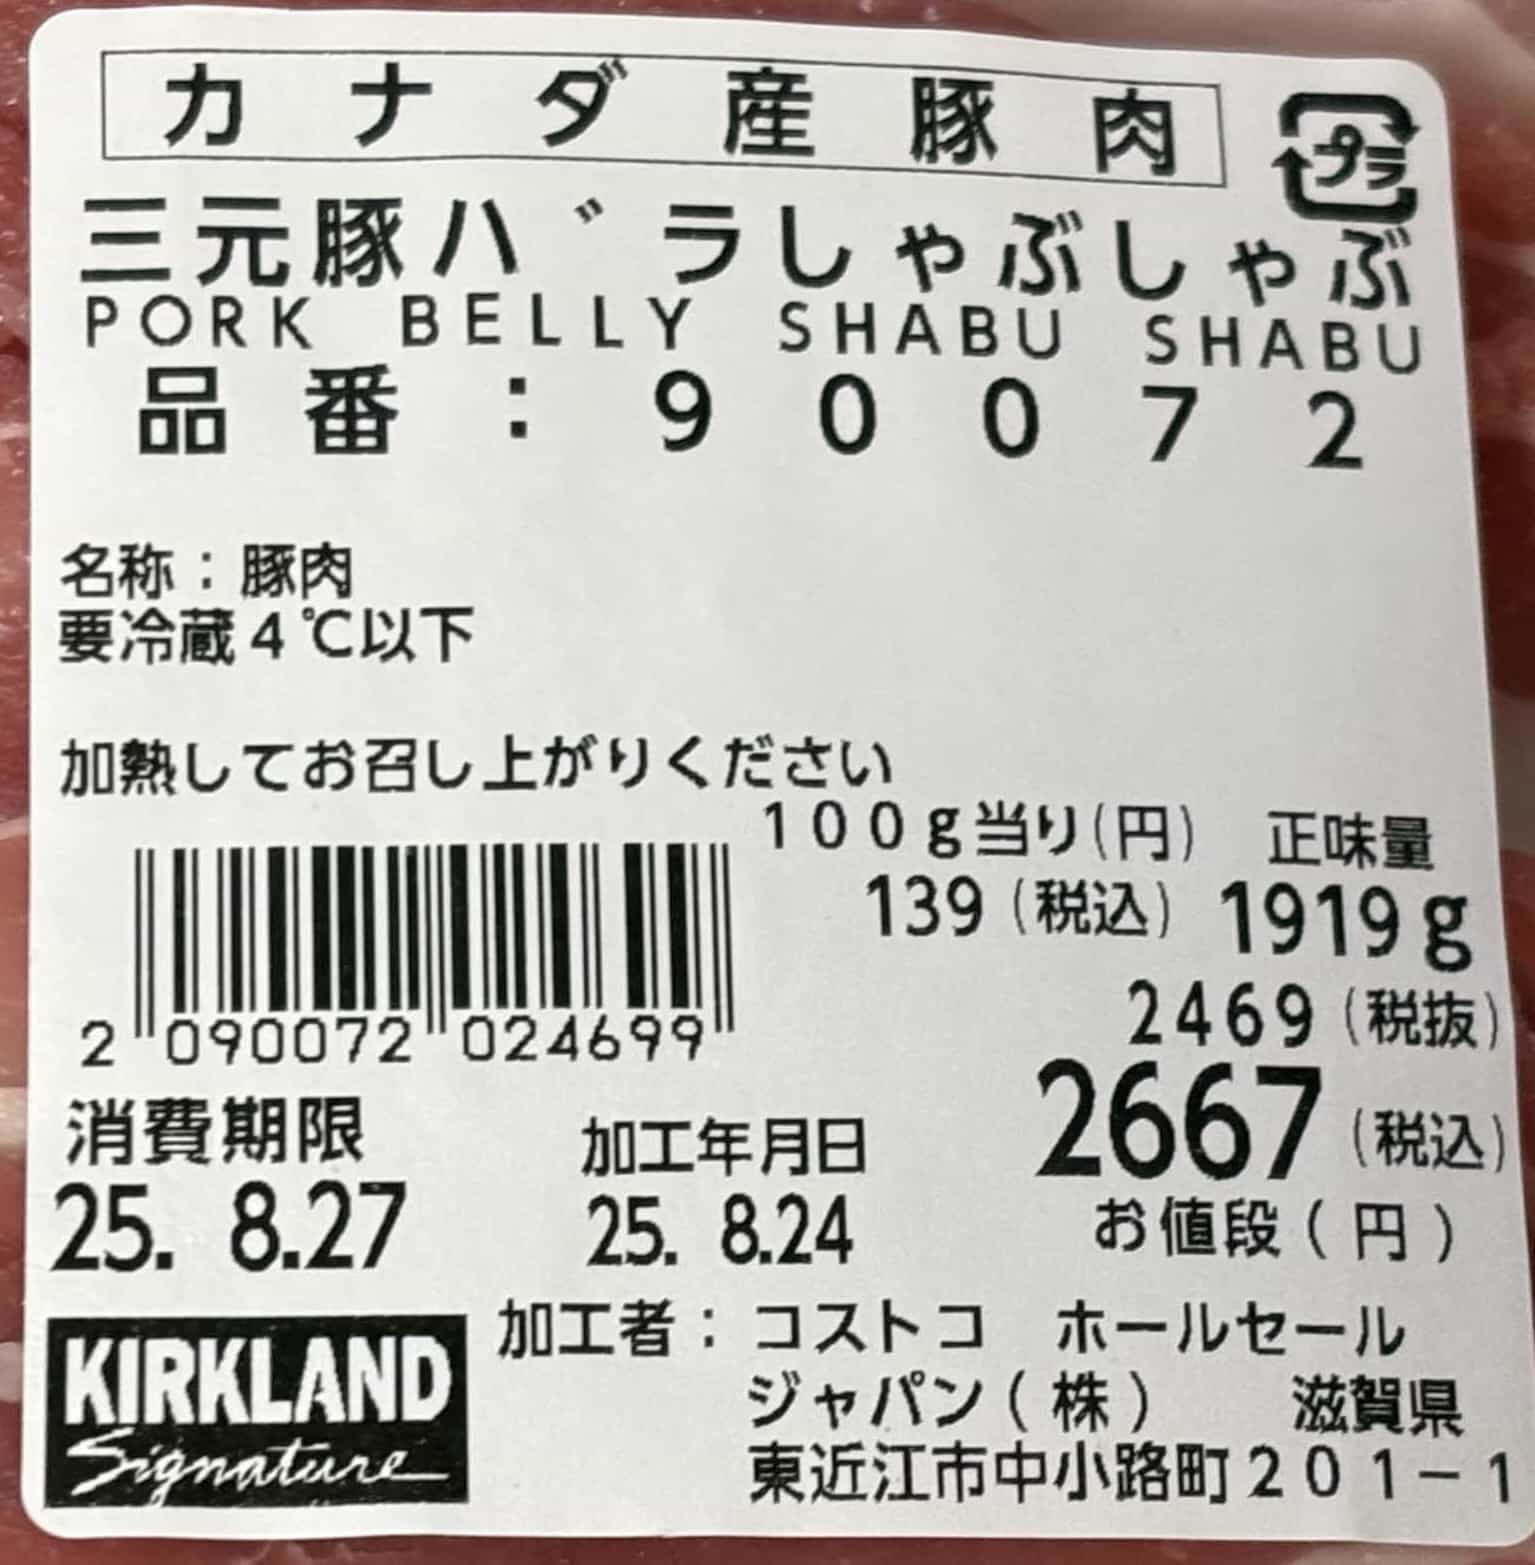 カナダ産豚肉
プラ
三元豚バラしゃぶしゃぶ
PORK BELLY SHABU SHABU
品番：90072
名称：豚肉
要冷蔵4℃以下
加熱してお召し上がりください
100g当り(円) 正味量
139(税込) 1919g
2469(税抜)
2 090072 024699
2667(税込)
お値段(円)
消費期限 加工年月日
25. 8.27 25. 8.24
KIRKLAND
Signature
加工者：コストコ ホールセール
ジャパン(株) 滋賀県
東近江市中小路町201-1